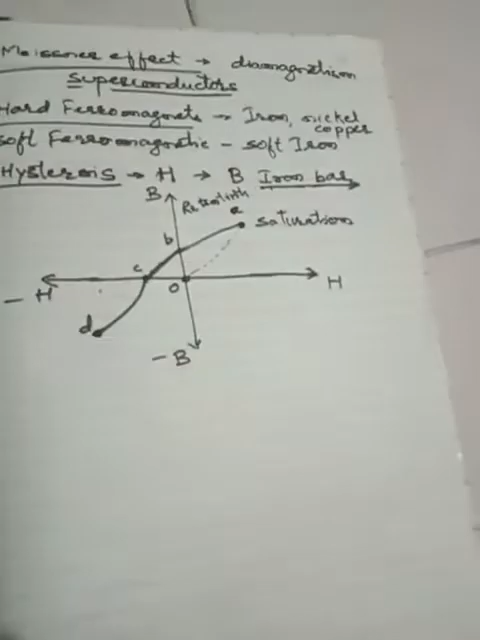 Meissner effect → diamagnetism
Superconductors
Hard Ferromagnets → Iron, nickel
copper
Soft Ferromagnetic - soft Iron
Hysteresis → H → B Iron bar
B
a
saturation
b
c
O
H
- H
d
- B